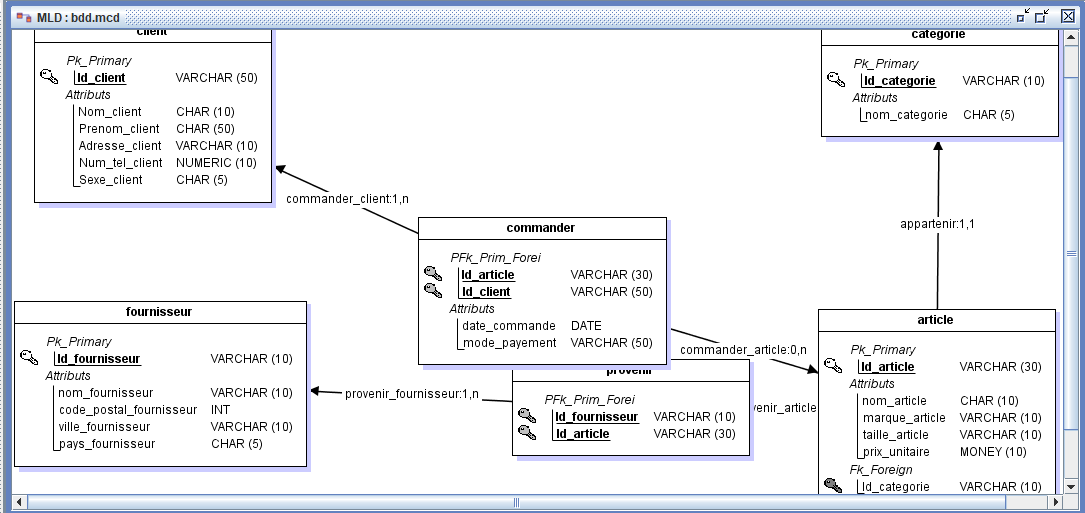 MLD : bdd.mcd
client
Pk_Primary
Id_client VARCHAR (50)
Attributs
Nom_client CHAR (10)
Prenom_client CHAR (50)
Adresse_client VARCHAR (10)
Num_tel_client NUMERIC (10)
Sexe_client CHAR (5)
categorie
Pk_Primary
Id_categorie VARCHAR (10)
Attributs
nom_categorie CHAR (5)
commander_client:1,n
appartenir:1,1
commander
PFk_Prim_Forei
Id_article VARCHAR (30)
Id_client VARCHAR (50)
Attributs
date_commande DATE
mode_payement VARCHAR (50)
fournisseur
Pk_Primary
Id_fournisseur VARCHAR (10)
Attributs
nom_fournisseur VARCHAR (10)
code_postal_fournisseur INT
ville_fournisseur VARCHAR (10)
pays_fournisseur CHAR (5)
provenir_fournisseur:1,n
commander_article:0,n
provenir
PFk_Prim_Forei
Id_fournisseur VARCHAR (10)
Id_article VARCHAR (30)
venir_article
article
Pk_Primary
Id_article VARCHAR (30)
Attributs
nom_article CHAR (10)
marque_article VARCHAR (10)
taille_article VARCHAR (10)
prix_unitaire MONEY (10)
Fk_Foreign
Id_categorie VARCHAR (10)